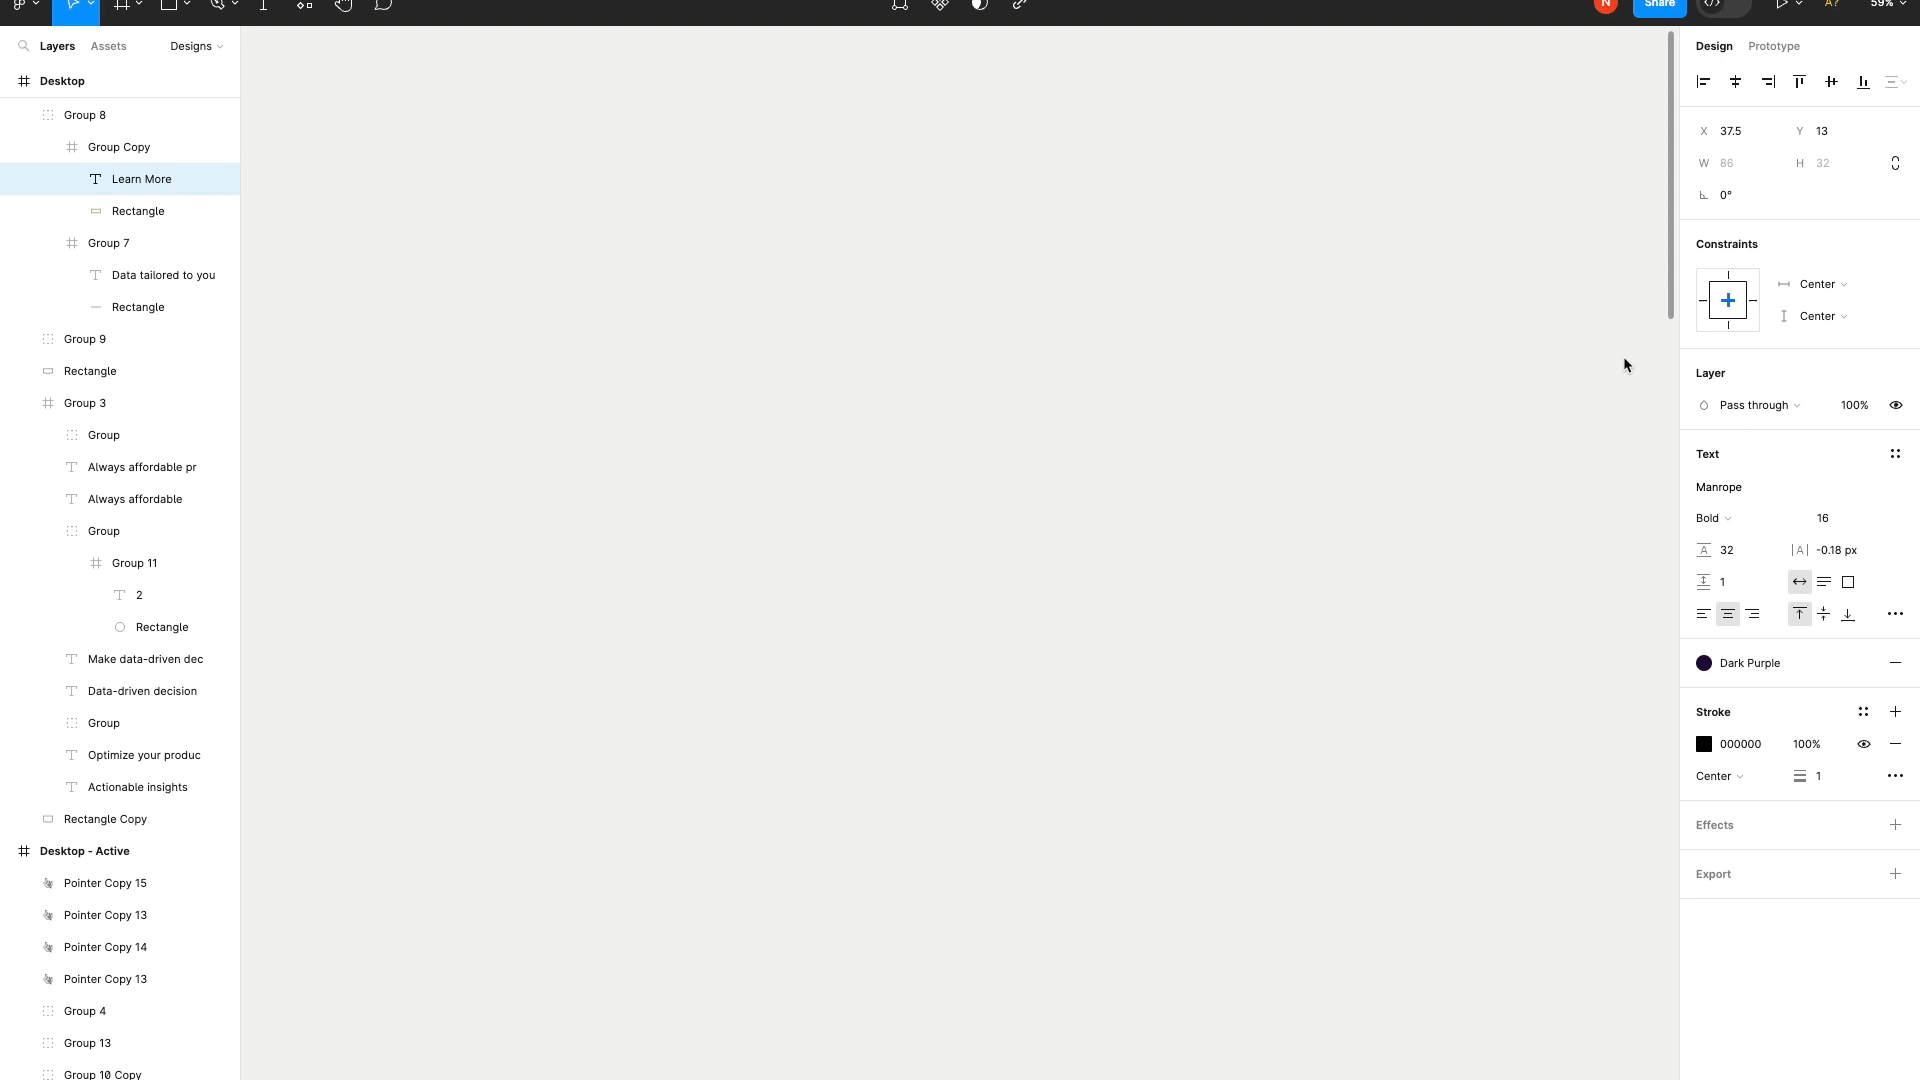 N
Share
A?
59%
Layers
Assets
Designs
Desktop
Group 8
Group Copy
Learn More
Rectangle
Group 7
Data tailored to you
Rectangle
Group 9
Rectangle
Group 3
Group
Always affordable pr
Always affordable
Group
Group 11
2
Rectangle
Make data-driven dec
Data-driven decision
Group
Optimize your produc
Actionable insights
Rectangle Copy
Desktop - Active
Pointer Copy 15
Pointer Copy 13
Pointer Copy 14
Pointer Copy 13
Group 4
Group 13
Group 10 Copy
Design
Prototype
X 37.5 Y 13
W 86 H 32
0°
Constraints
Center
Center
Layer
Pass through 100%
Text
Manrope
Bold 16
A 32 |A| -0.18 px
1
Dark Purple
Stroke
000000 100%
Center 1
Effects
Export